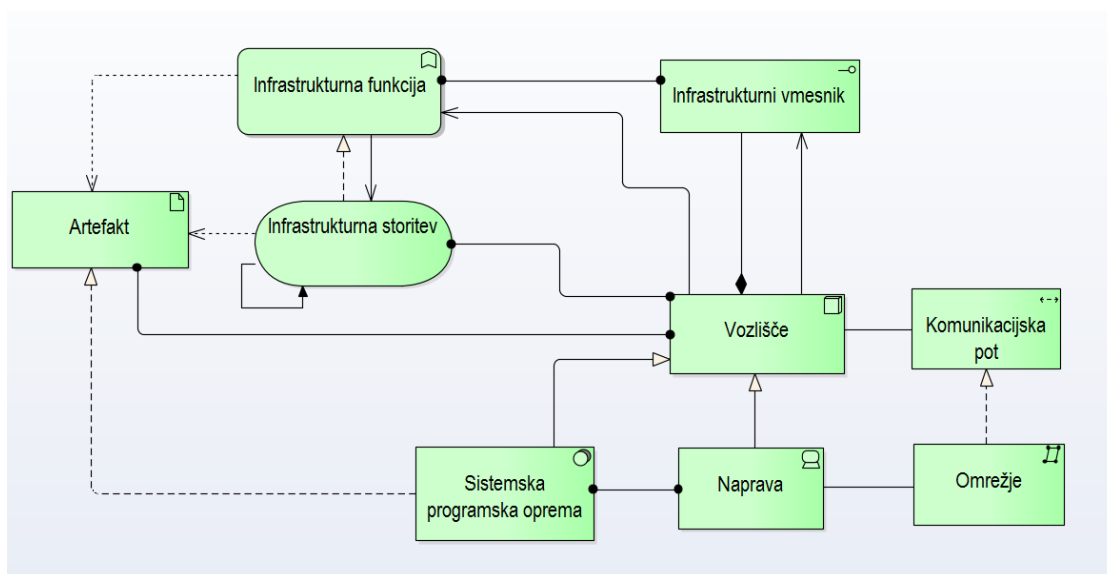 Infrastrukturna funkcija
Infrastrukturni vmesnik
Artefakt
Infrastrukturna storitev
Vozlišče
Komunikacijska
pot
Sistemska
programska oprema
Naprava
Omrežje